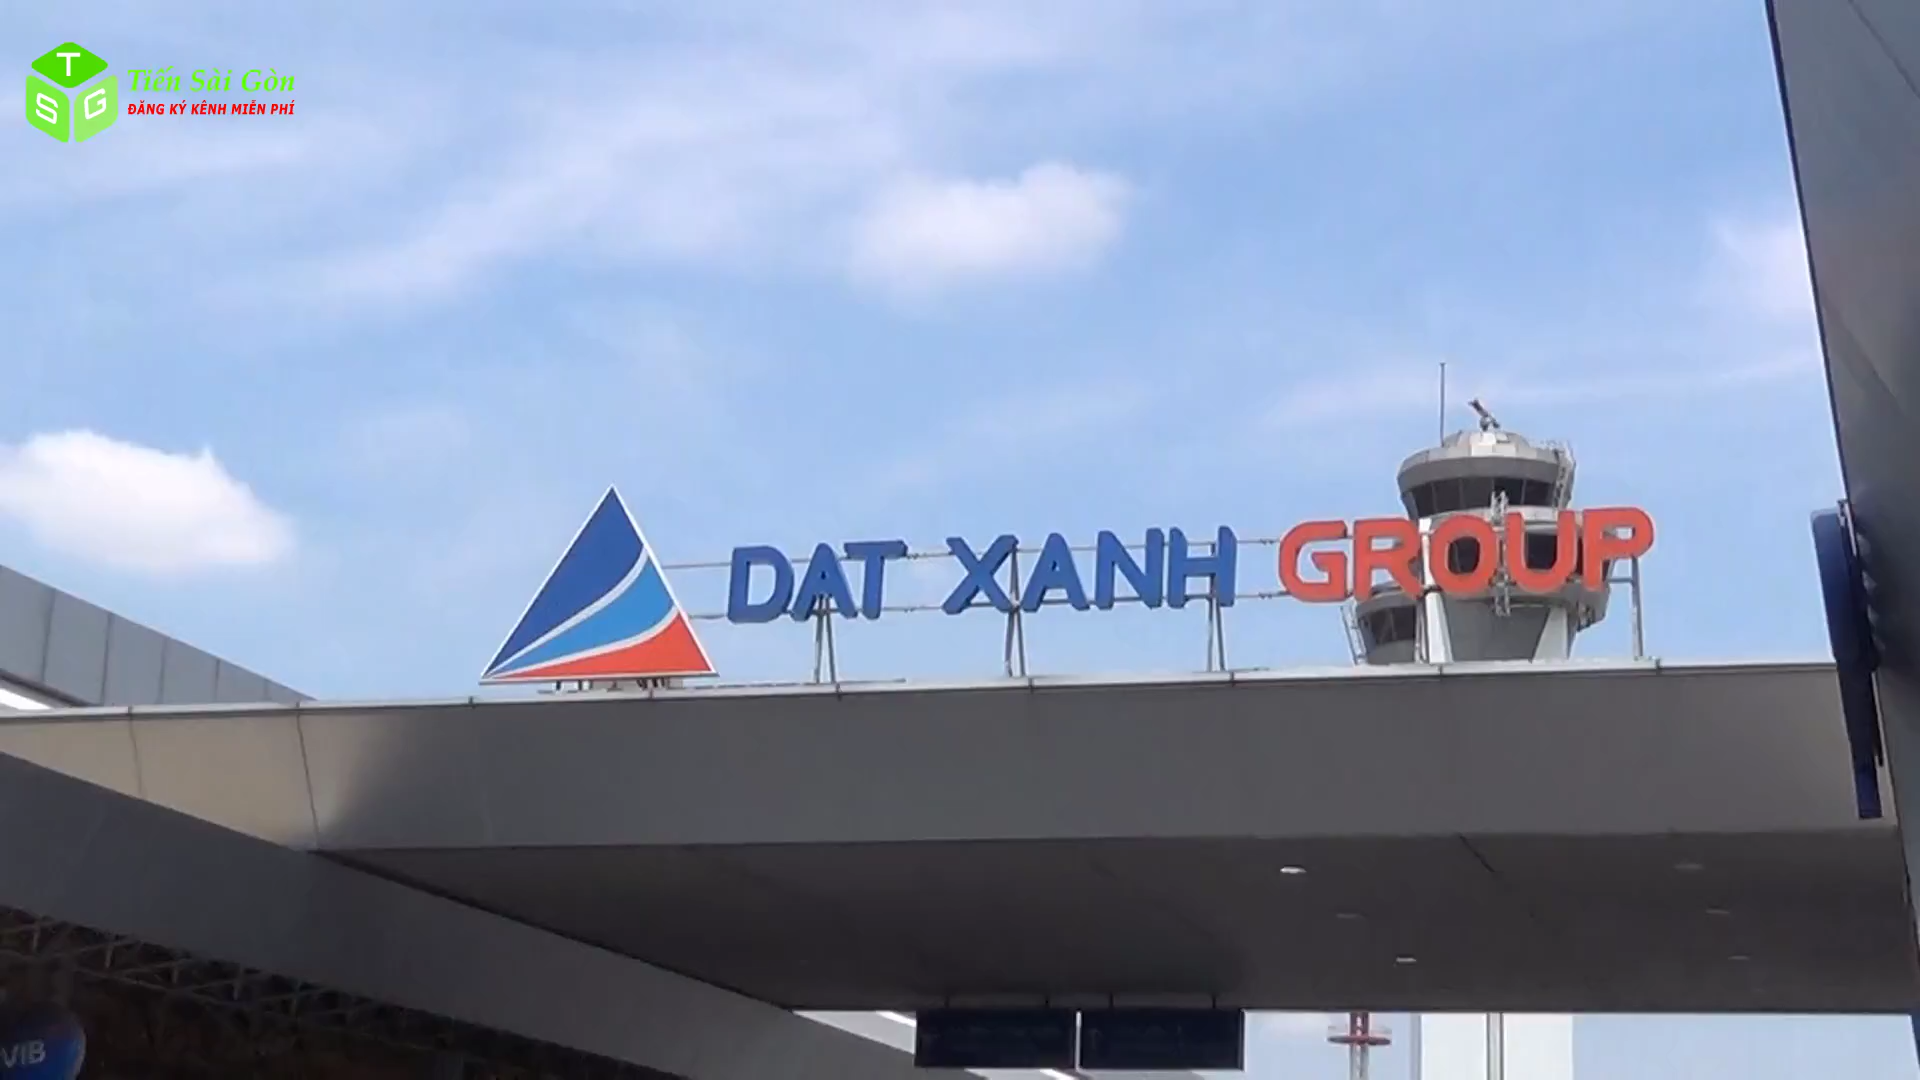 T
S G
Tiến Sài Gòn
ĐĂNG KÝ KÊNH MIỄN PHÍ
DAT XANH GROUP
VIB